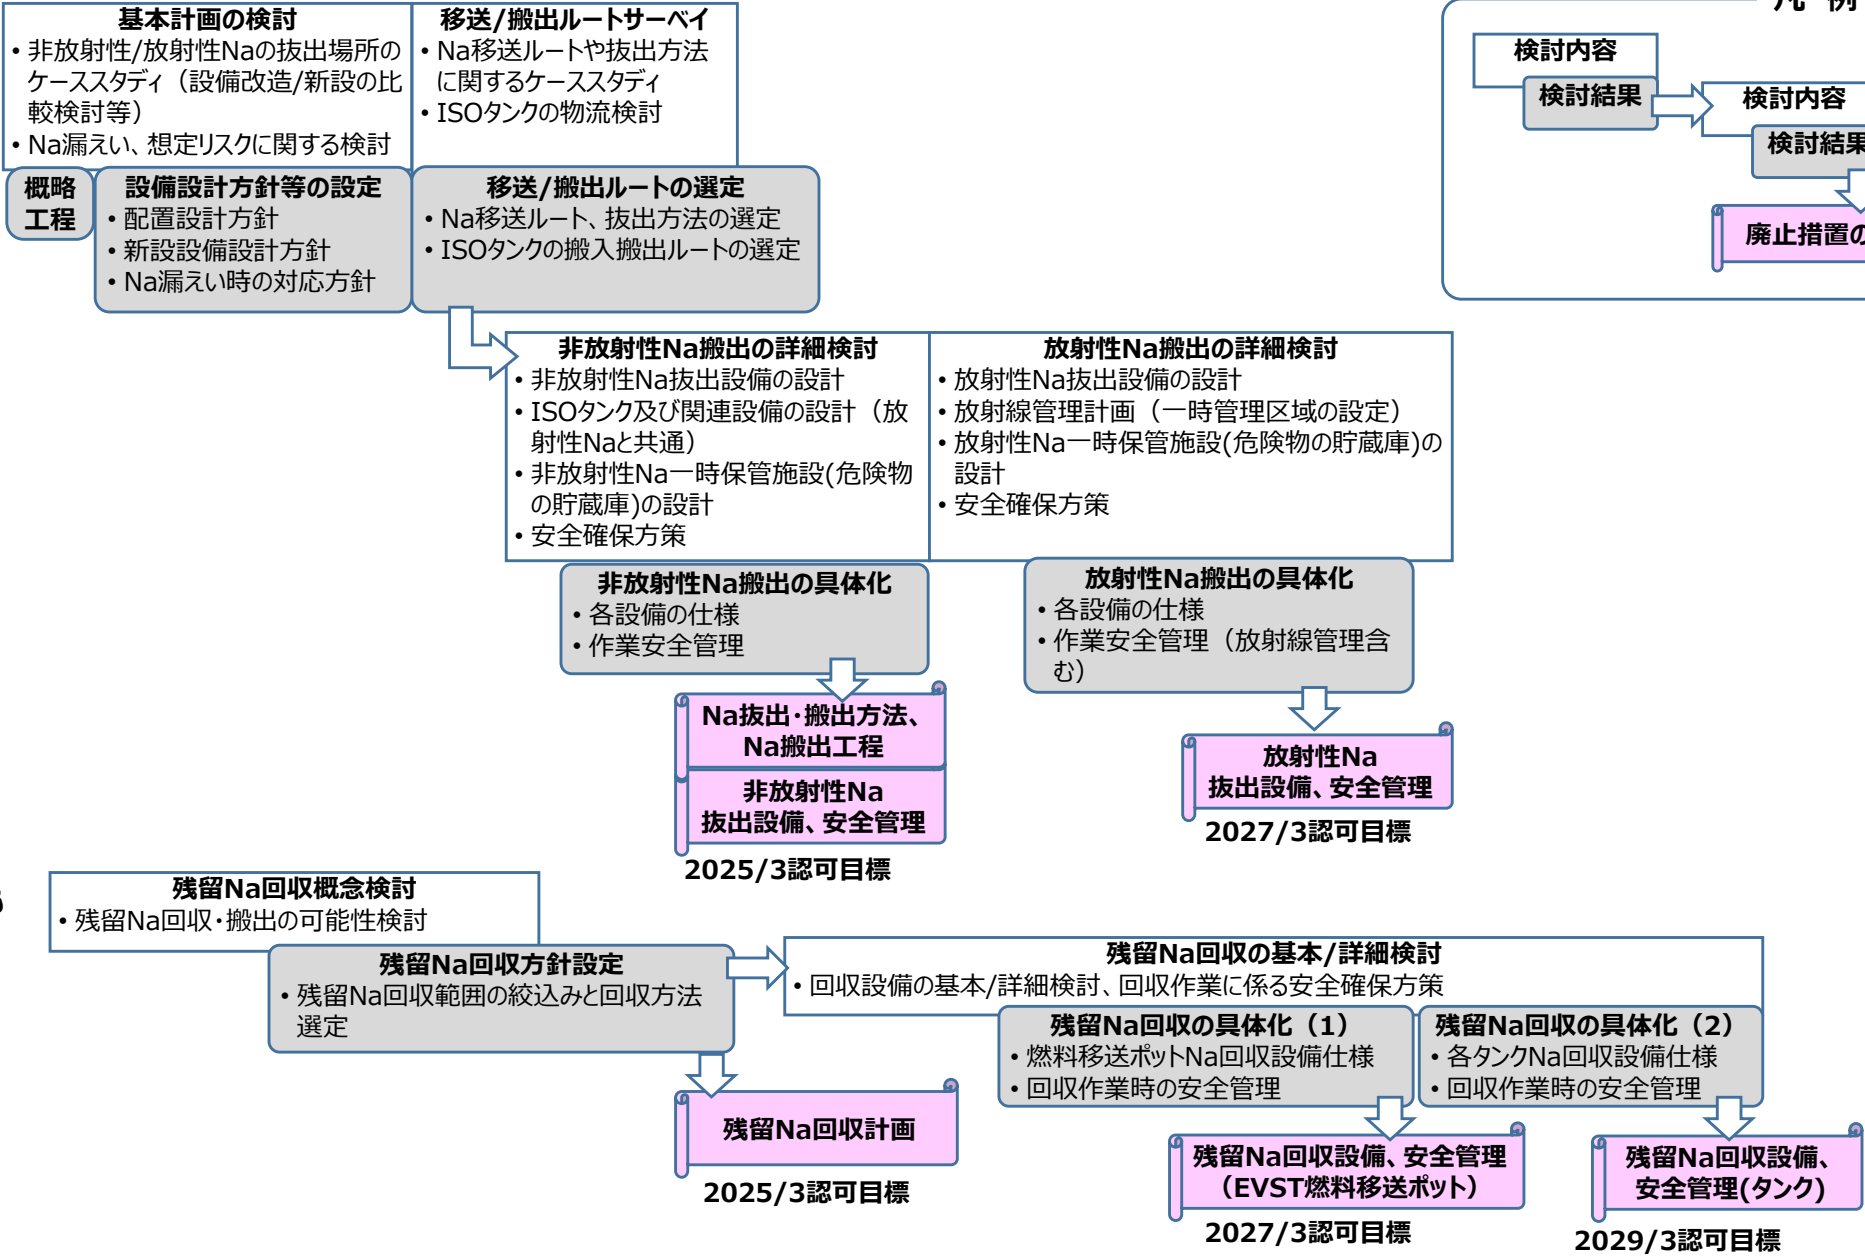 基本計画の検討
• 非放射性/放射性Naの抜出場所の
ケーススタディ（設備改造/新設の比
較検討等）
• Na漏えい、想定リスクに関する検討
移送/搬出ルートサーベイ
• Na移送ルートや抜出方法
に関するケーススタディ
• ISOタンクの物流検討
概略
工程
設備設計方針等の設定
• 配置設計方針
• 新設設備設計方針
• Na漏えい時の対応方針
移送/搬出ルートの選定
• Na移送ルート、抜出方法の選定
• ISOタンクの搬入搬出ルートの選定
凡 例
検討内容
検討結果
検討内容
検討結果
廃止措置の
非放射性Na搬出の詳細検討
• 非放射性Na抜出設備の設計
• ISOタンク及び関連設備の設計（放
射性Naと共通）
• 非放射性Na一時保管施設(危険物
の貯蔵庫)の設計
• 安全確保方策
放射性Na搬出の詳細検討
• 放射性Na抜出設備の設計
• 放射線管理計画（一時管理区域の設定）
• 放射性Na一時保管施設(危険物の貯蔵庫)の
設計
• 安全確保方策
非放射性Na搬出の具体化
• 各設備の仕様
• 作業安全管理
放射性Na搬出の具体化
• 各設備の仕様
• 作業安全管理（放射線管理含
む）
Na抜出・搬出方法、
Na搬出工程
非放射性Na
抜出設備、安全管理
2025/3認可目標
放射性Na
抜出設備、安全管理
2027/3認可目標
残留Na回収概念検討
• 残留Na回収・搬出の可能性検討
残留Na回収方針設定
• 残留Na回収範囲の絞込みと回収方法
選定
残留Na回収の基本/詳細検討
• 回収設備の基本/詳細検討、回収作業に係る安全確保方策
残留Na回収の具体化（1）
• 燃料移送ポットNa回収設備仕様
• 回収作業時の安全管理
残留Na回収の具体化（2）
• 各タンクNa回収設備仕様
• 回収作業時の安全管理
残留Na回収計画
2025/3認可目標
残留Na回収設備、安全管理
（EVST燃料移送ポット）
2027/3認可目標
残留Na回収設備、
安全管理(タンク)
2029/3認可目標